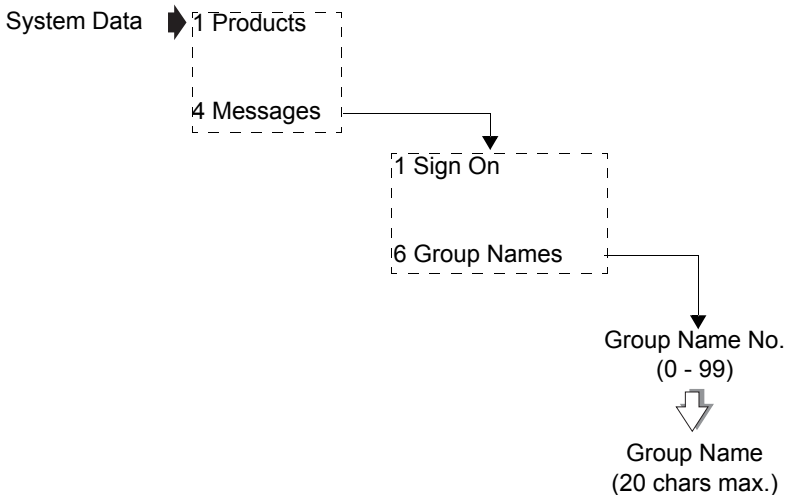 System Data
1 Products
4 Messages
1 Sign On
6 Group Names
Group Name No.
(0 - 99)
Group Name
(20 chars max.)